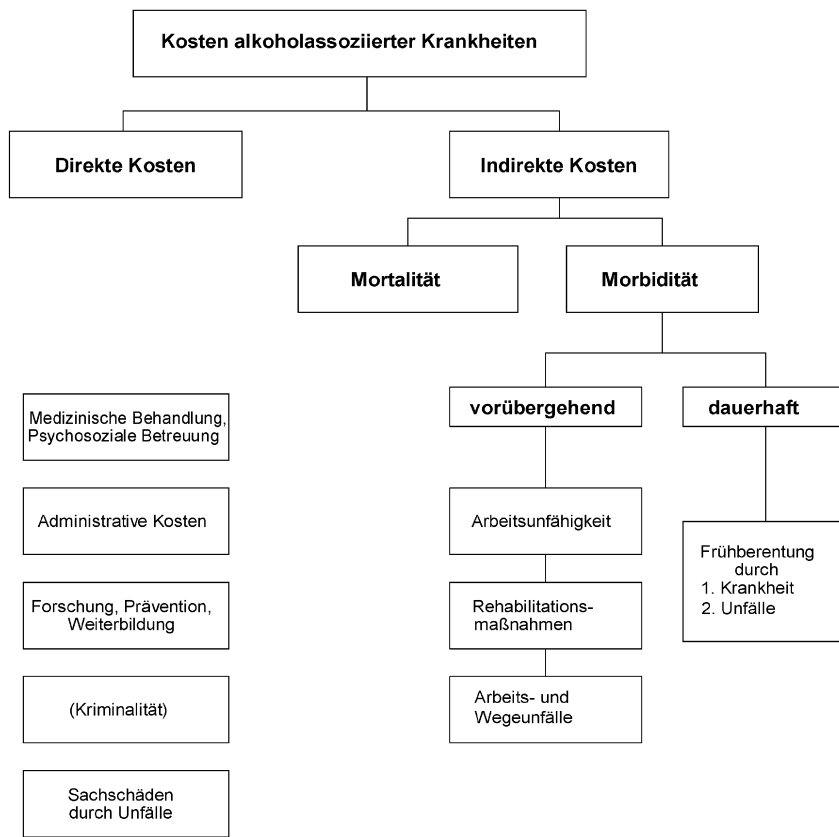 Kosten alkoholassoziierter Krankheiten
Direkte Kosten
Indirekte Kosten
Mortalität
Morbidität
vorübergehend
dauerhaft
Medizinische Behandlung,
Psychosoziale Betreuung
Administrative Kosten
Forschung, Prävention,
Weiterbildung
(Kriminalität)
Sachschäden
durch Unfälle
Arbeitsunfähigkeit
Rehabilitations-
maßnahmen
Arbeits- und
Wegeunfälle
Frühberentung
durch
1. Krankheit
2. Unfälle